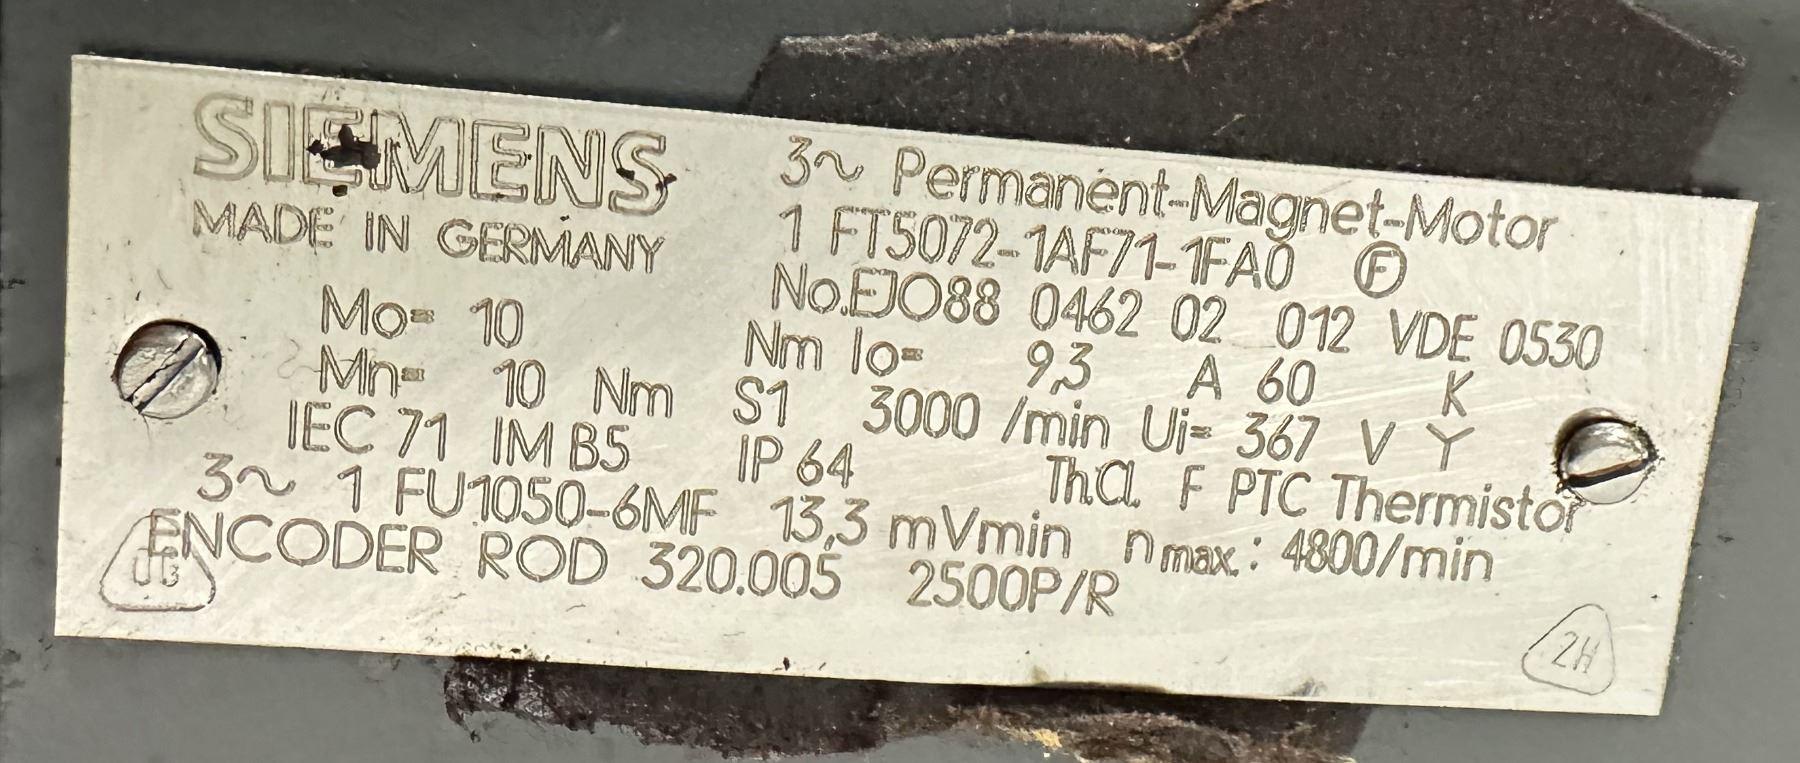 SIEMENS
MADE IN GERMANY
3~ Permanent-Magnet-Motor
1 FT5072-1AF71-1FA0 F
No.EJO88 0462 02 012 VDE 0530
Mo= 10 Nm Io= 9,3 A 60 K
Mn= 10 Nm S1 3000 /min Ui= 367 V Y
IEC 71 IM B5 IP 64 Th.Cl. F PTC Thermistor
3~ 1 FU1050-6MF 13,3 mVmin nmax.: 4800/min
ENCODER ROD 320.005 2500P/R
2H